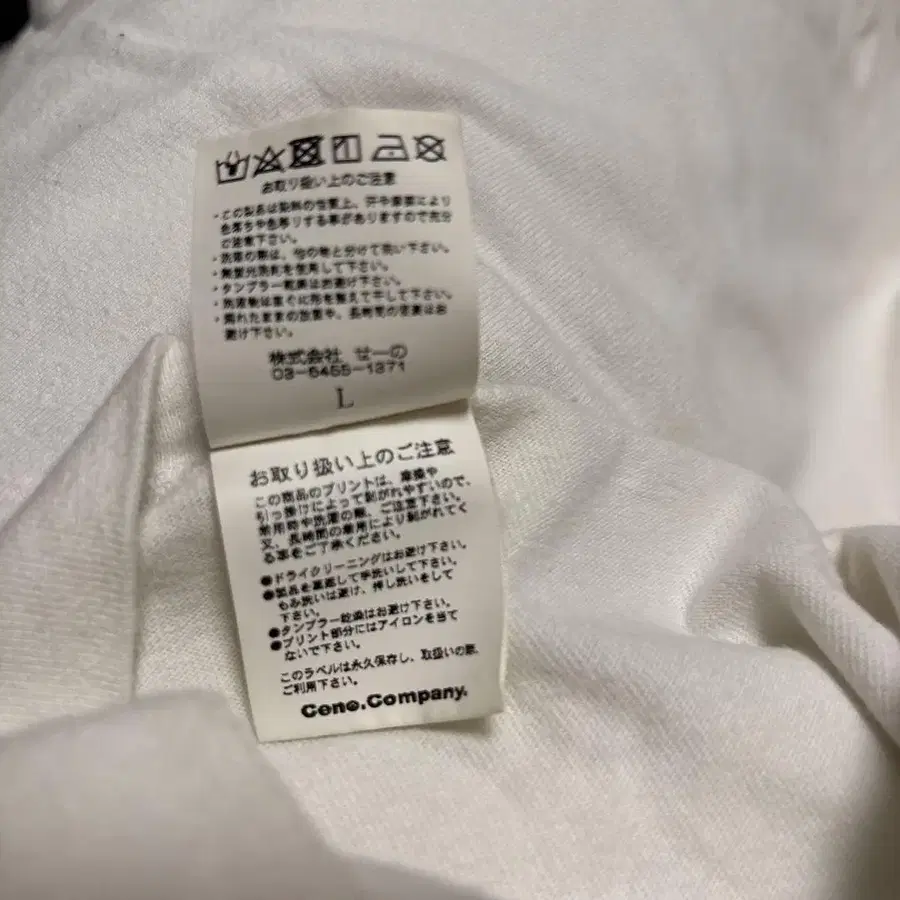 お取り扱い上のご注意
・この製品は染料の性質上、汗や摩擦により
色落ちや色移りする事がありますので充分
ご注意下さい。
・洗濯の際は、他の物と分けて洗い下さい。
・無蛍光洗剤を使用して下さい。
・タンブラー乾燥はお避け下さい。
・洗濯後はすぐに形を整えて干して下さい。
・濡れたままの放置や、長時間の浸漬はお
避け下さい。
株式会社 せーの
03-5455-1371
L
お取り扱い上のご注意
この商品のプリントは、摩擦や
引っ掛けによって剥がれやすいので、
着用時や洗濯の際、ご注意下さい。
又、長時間の着用により剥がれてく
る事をご了承ください。
●ドライクリーニングはお避け下さい。
●製品を裏返して手洗いして下さい。
もみ洗いは避け、押し洗いをして
下さい。
●タンブラー乾燥はお避け下さい。
●プリント部分にはアイロンを当て
ないで下さい。
このラベルは永久保存し、取扱いの際、
ご利用下さい。
Ceno.Company.